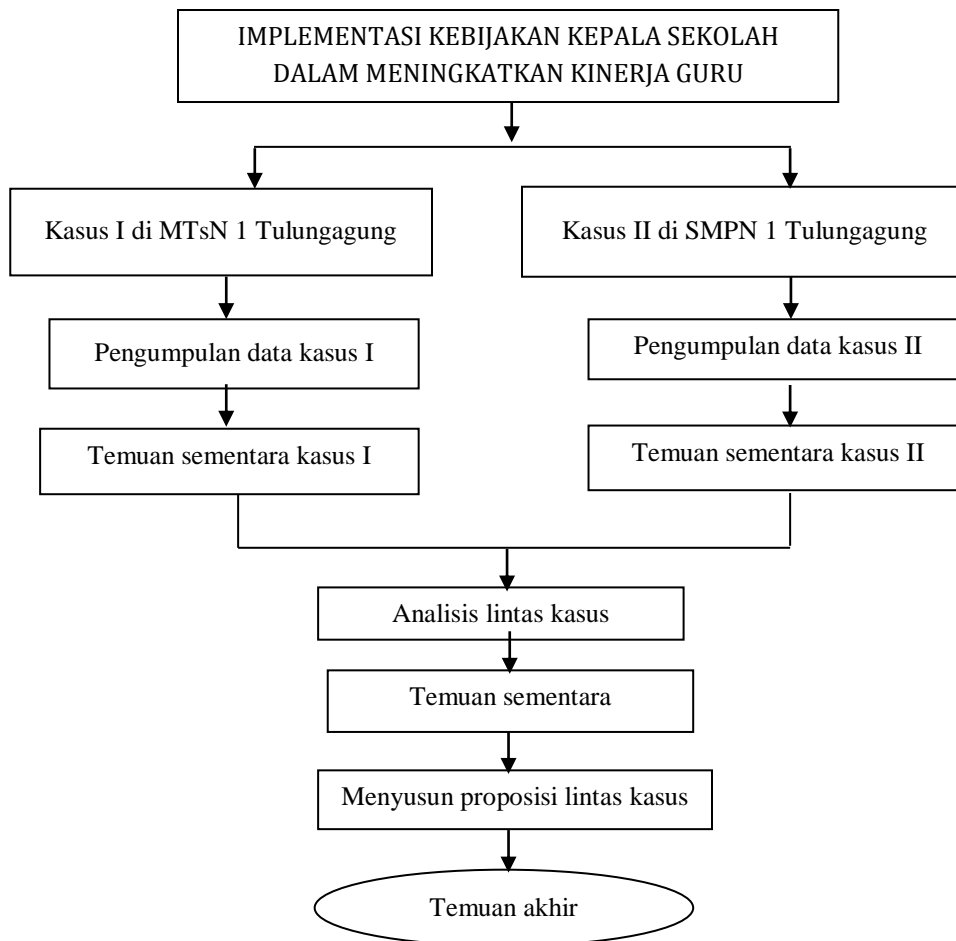 IMPLEMENTASI KEBIJAKAN KEPALA SEKOLAH
DALAM MENINGKATKAN KINERJA GURU
Kasus I di MTsN 1 Tulungagung
Kasus II di SMPN 1 Tulungagung
Pengumpulan data kasus I
Pengumpulan data kasus II
Temuan sementara kasus I
Temuan sementara kasus II
Analisis lintas kasus
Temuan sementara
Menyusun proposisi lintas kasus
Temuan akhir